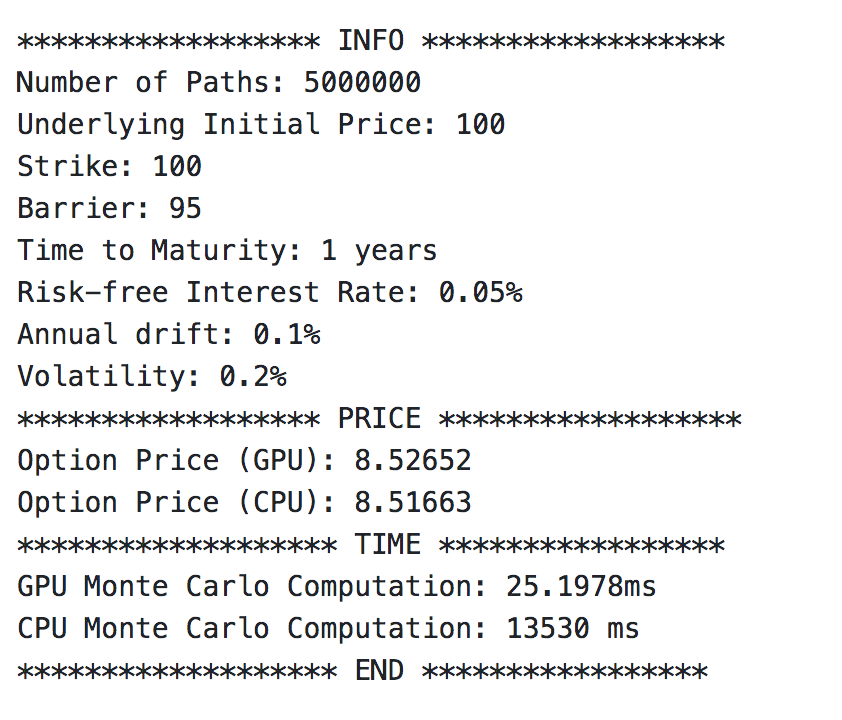 ****************** INFO ******************
Number of Paths: 5000000
Underlying Initial Price: 100
Strike: 100
Barrier: 95
Time to Maturity: 1 years
Risk-free Interest Rate: 0.05%
Annual drift: 0.1%
Volatility: 0.2%
****************** PRICE ******************
Option Price (GPU): 8.52652
Option Price (CPU): 8.51663
******************* TIME *****************
GPU Monte Carlo Computation: 25.1978ms
CPU Monte Carlo Computation: 13530 ms
******************* END *****************